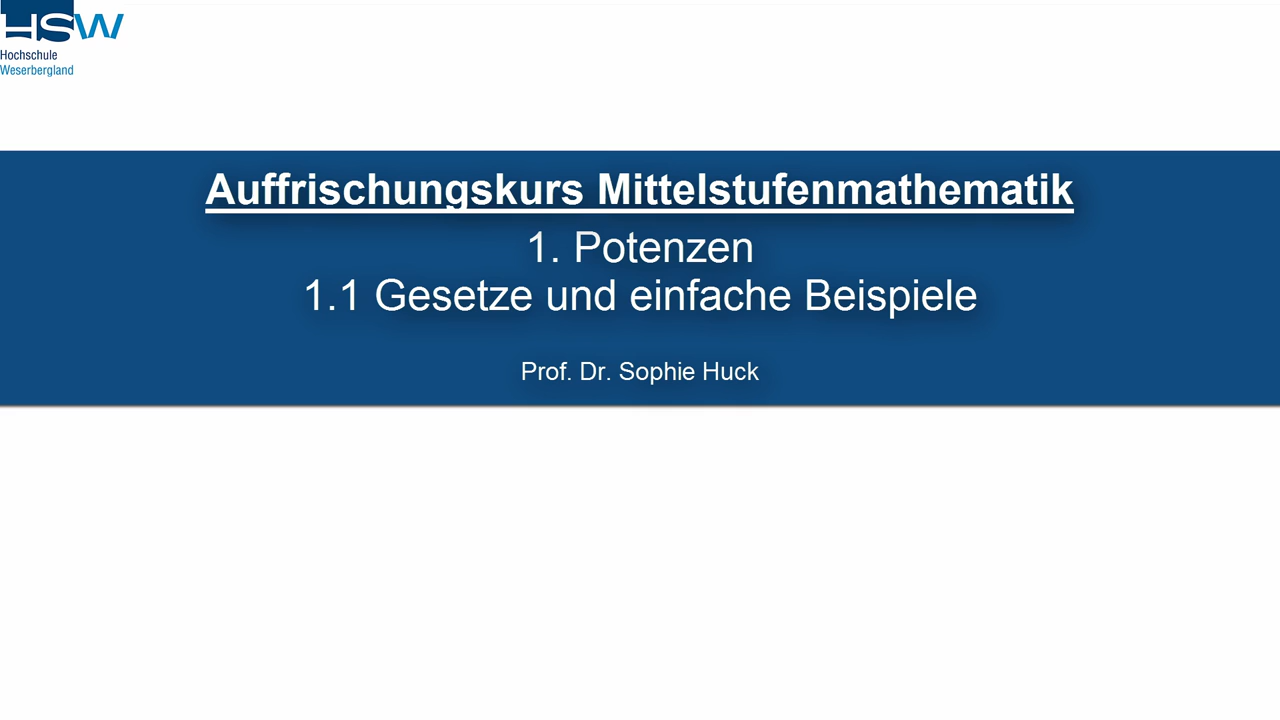 HSW
Hochschule
Weserbergland
Auffrischungskurs Mittelstufenmathematik
1. Potenzen
1.1 Gesetze und einfache Beispiele
Prof. Dr. Sophie Huck